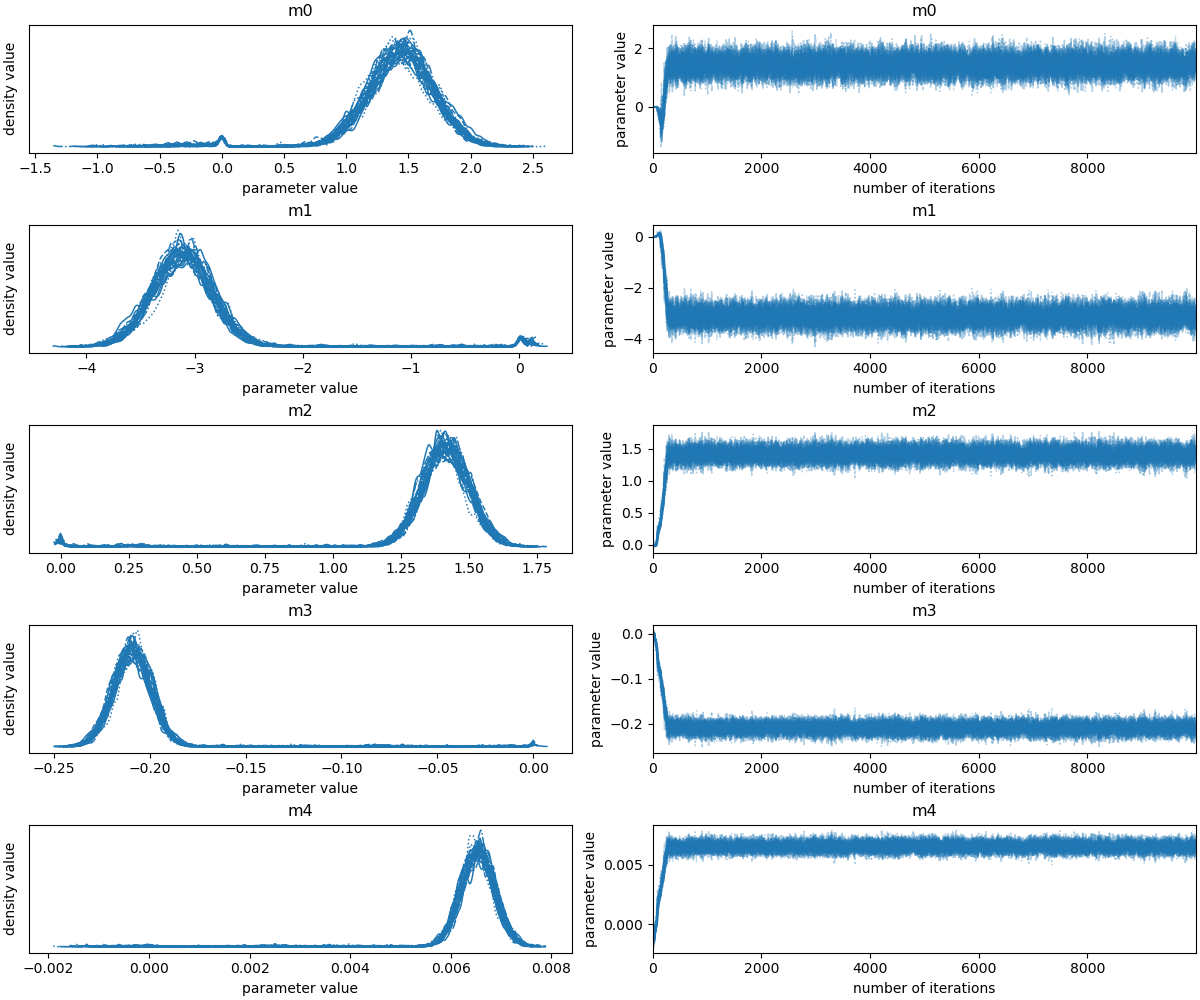 m0
density value
−1.5 −1.0 −0.5 0.0 0.5 1.0 1.5 2.0 2.5
parameter value
m0
parameter value
2
0
0 2000 4000 6000 8000
number of iterations
m1
density value
−4 −3 −2 −1 0
parameter value
m1
parameter value
0
−2
−4
0 2000 4000 6000 8000
number of iterations
m2
density value
0.00 0.25 0.50 0.75 1.00 1.25 1.50 1.75
parameter value
m2
parameter value
1.5
1.0
0.5
0.0
0 2000 4000 6000 8000
number of iterations
m3
density value
−0.25 −0.20 −0.15 −0.10 −0.05 0.00
parameter value
m3
parameter value
0.0
−0.1
−0.2
0 2000 4000 6000 8000
number of iterations
m4
density value
−0.002 0.000 0.002 0.004 0.006 0.008
parameter value
m4
parameter value
0.005
0.000
0 2000 4000 6000 8000
number of iterations